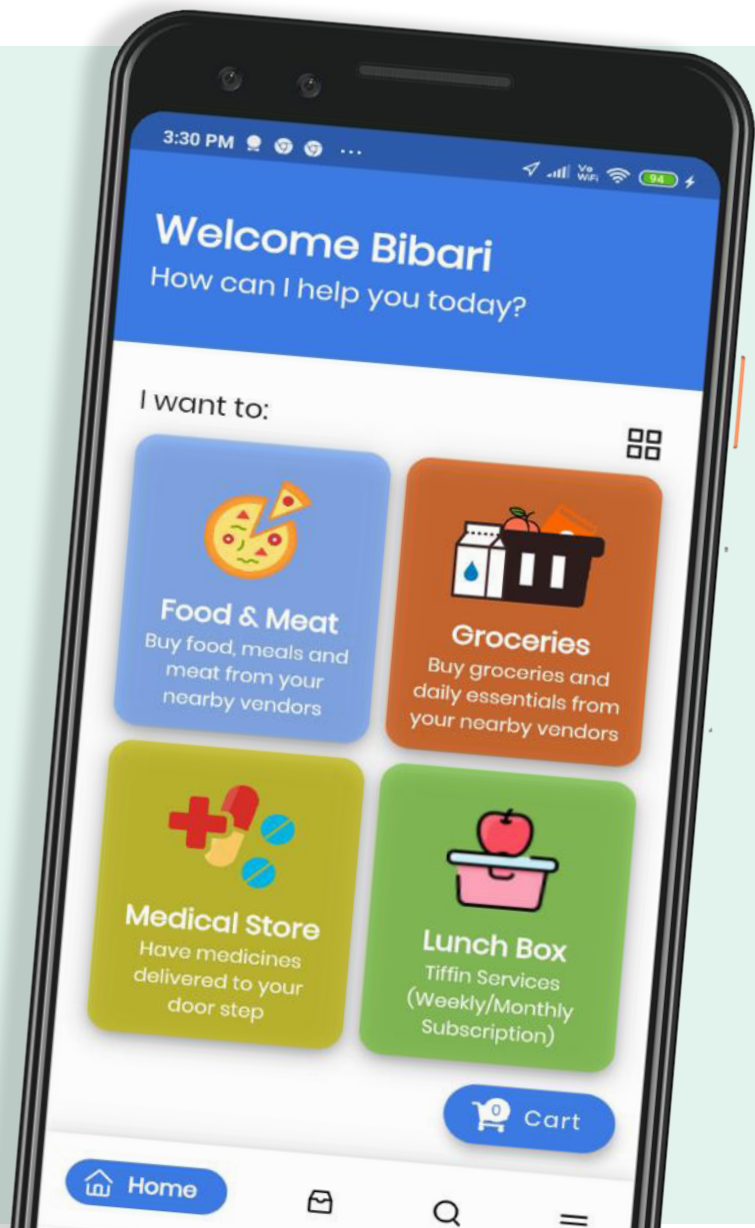 3:30 PM ...
Vo
WiFi
94
Welcome Bibari
How can I help you today?
I want to:
Food & Meat
Buy food, meals and
meat from your
nearby vendors
Groceries
Buy groceries and
daily essentials from
your nearby vendors
Medical Store
Have medicines
delivered to your
door step
Lunch Box
Tiffin Services
(Weekly/Monthly
Subscription)
0
Cart
Home